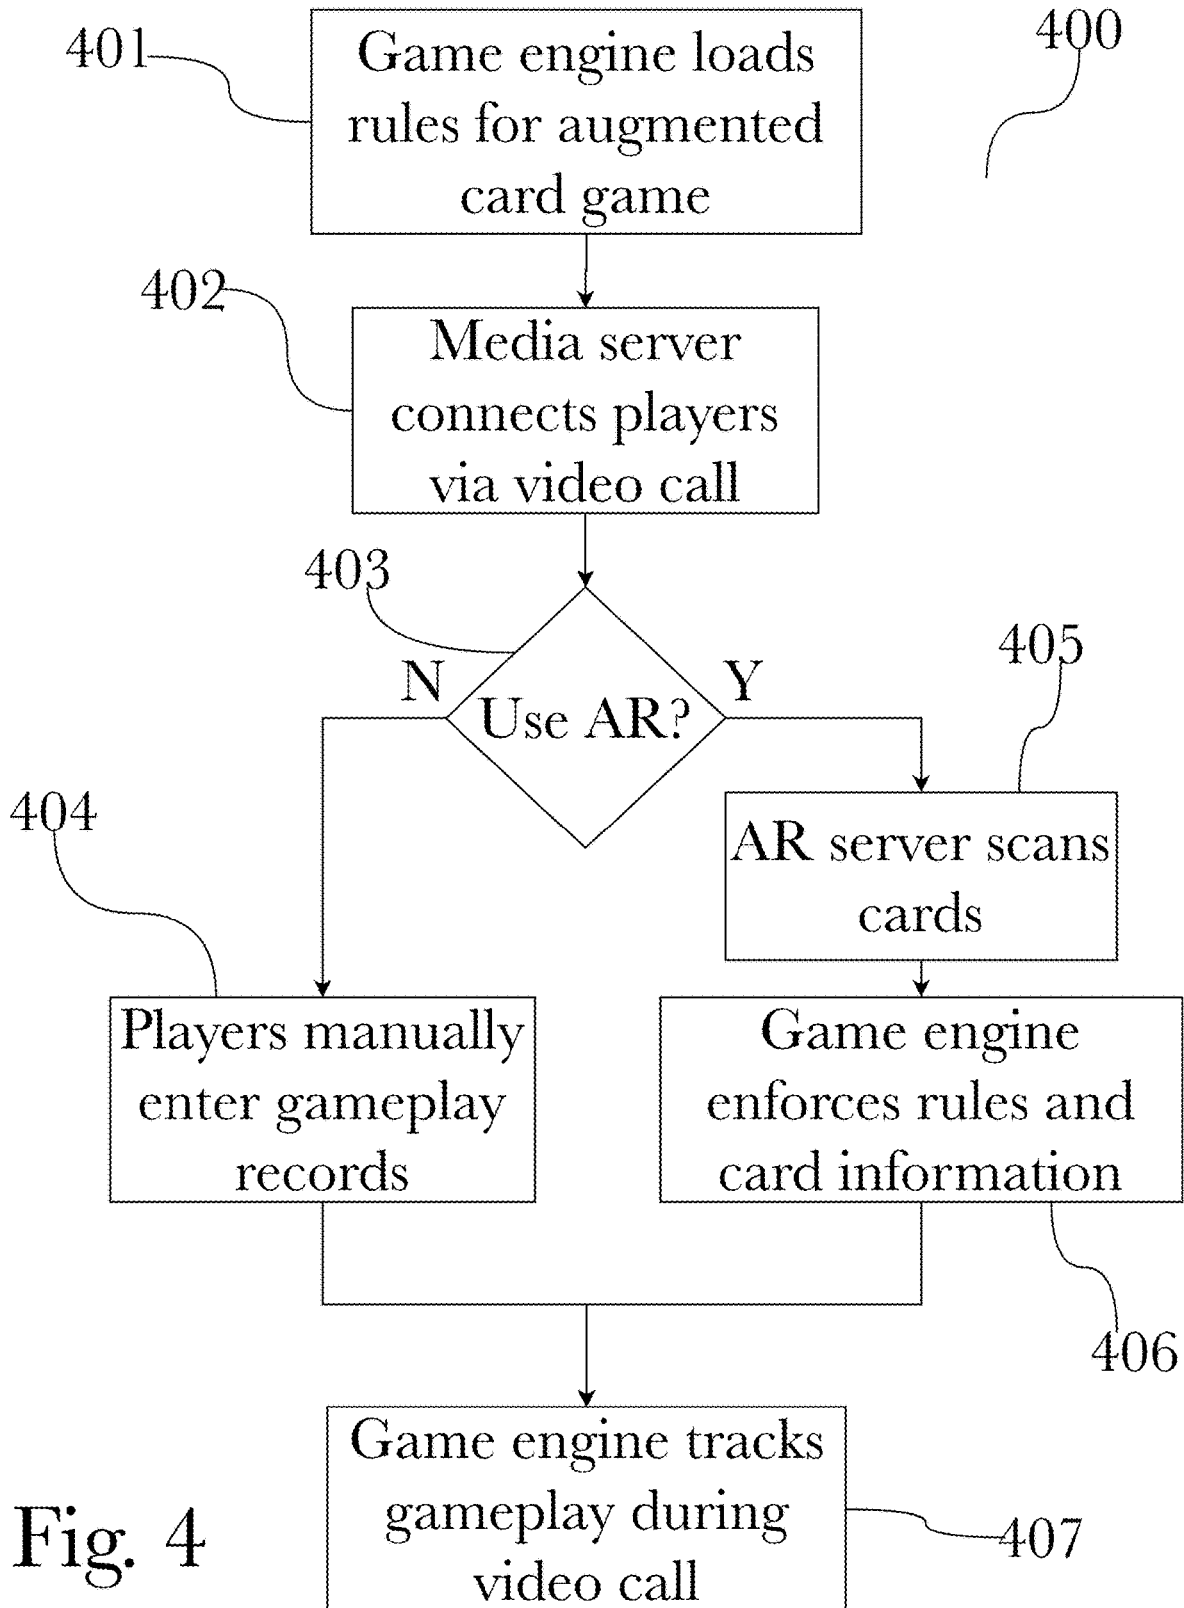 401
400
Game engine loads
rules for augmented
card game
402
Media server
connects players
via video call
403
N
Use AR?
Y
405
AR server scans
cards
404
Players manually
enter gameplay
records
Game engine
enforces rules and
card information
406
Game engine tracks
gameplay during
video call
407
Fig. 4